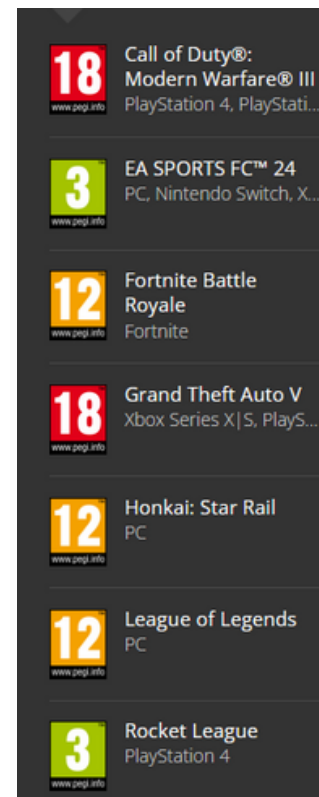 18
www.pegi.info
Call of Duty®:
Modern Warfare® III
PlayStation 4, PlayStati...
3
www.pegi.info
EA SPORTS FC™ 24
PC, Nintendo Switch, X...
12
www.pegi.info
Fortnite Battle
Royale
Fortnite
18
www.pegi.info
Grand Theft Auto V
Xbox Series X|S, PlayS...
12
www.pegi.info
Honkai: Star Rail
PC
12
www.pegi.info
League of Legends
PC
3
www.pegi.info
Rocket League
PlayStation 4